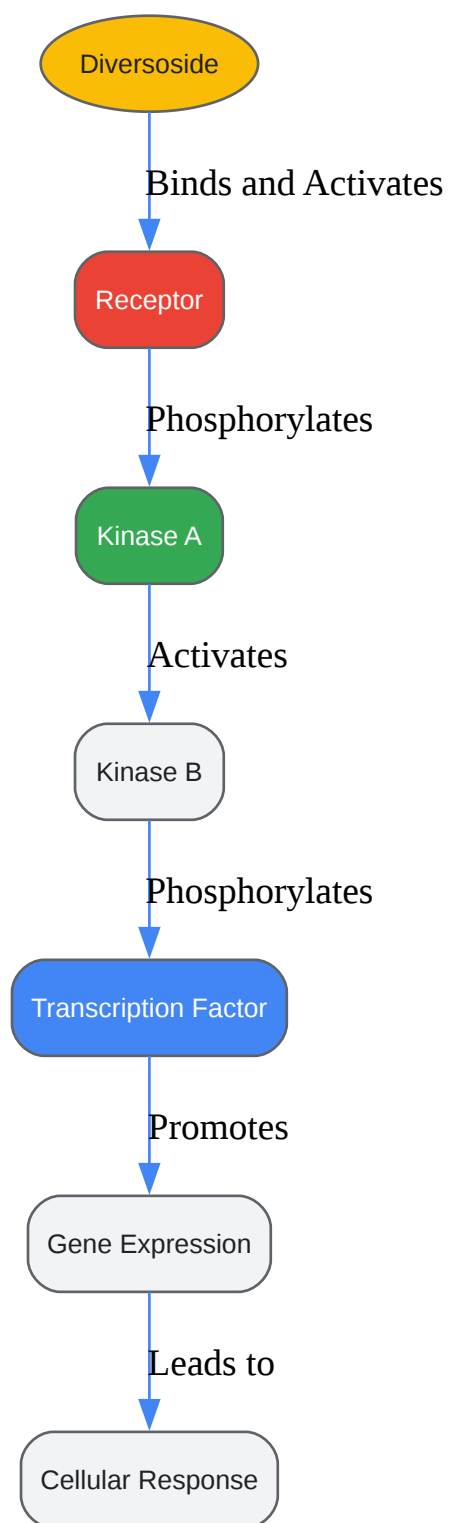 Diversoside
Binds and Activates
Receptor
Phosphorylates
Kinase A
Activates
Kinase B
Phosphorylates
Transcription Factor
Promotes
Gene Expression
Leads to
Cellular Response